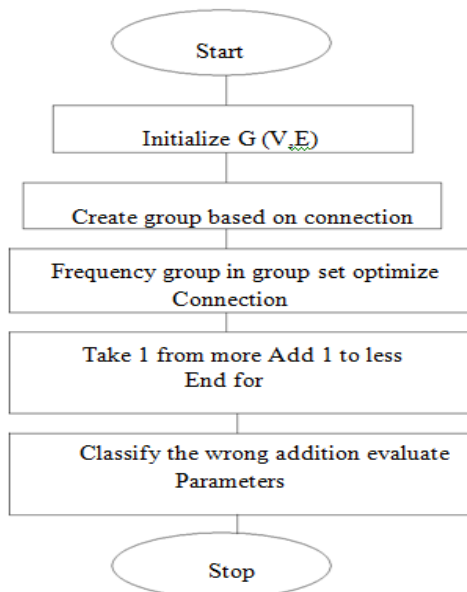 Start
Initialize G (V,E)
Create group based on connection
Frequency group in group set optimize
Connection
Take 1 from more Add 1 to less
End for
Classify the wrong addition evaluate
Parameters
Stop